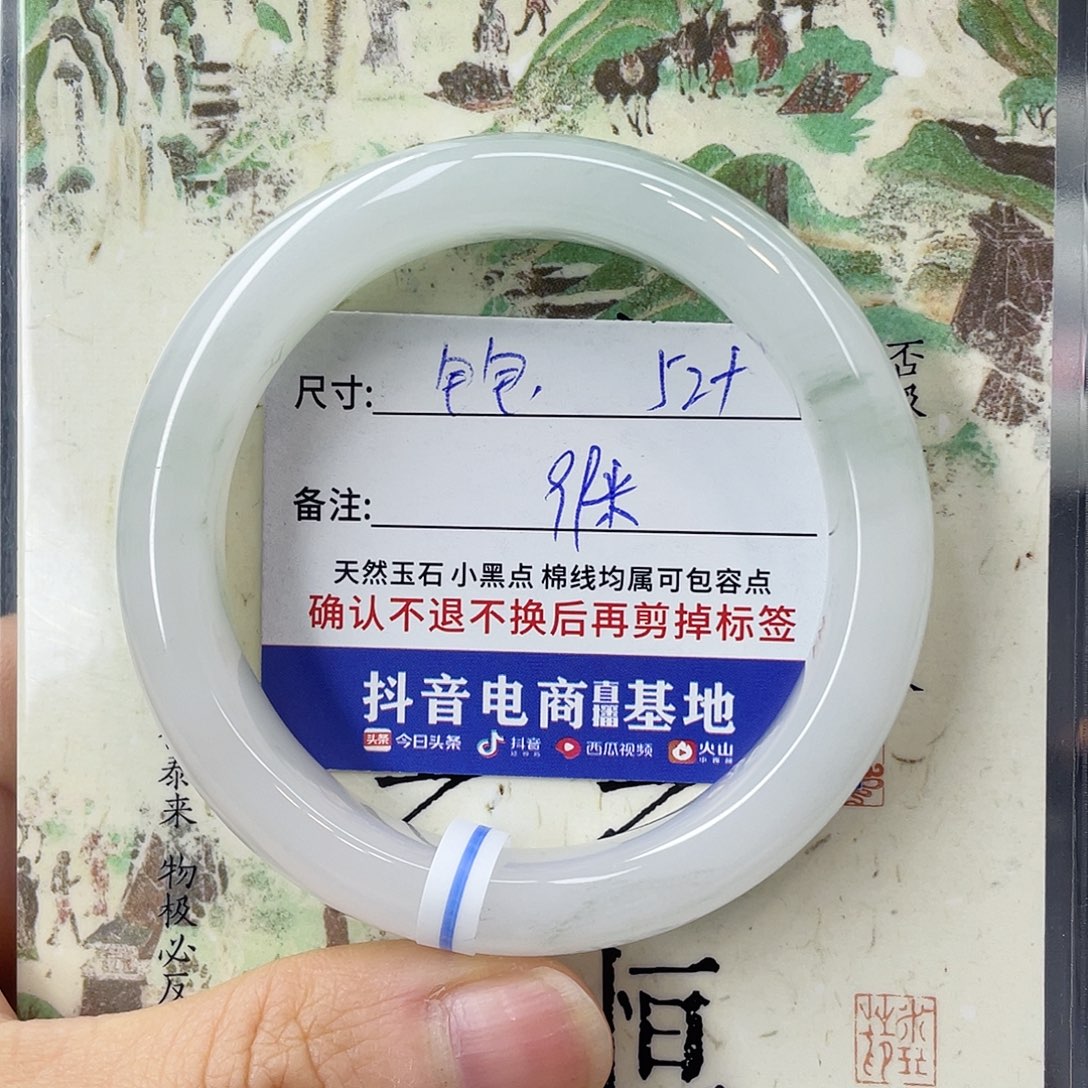 尺寸: 52+
备注:
天然玉石 小黑点 棉线均属可包容点
确认不退不换后再剪掉标签
抖音电商直播基地
头条 今日头条 抖音 西瓜视频 火山
否极
泰来
物极必反
恒